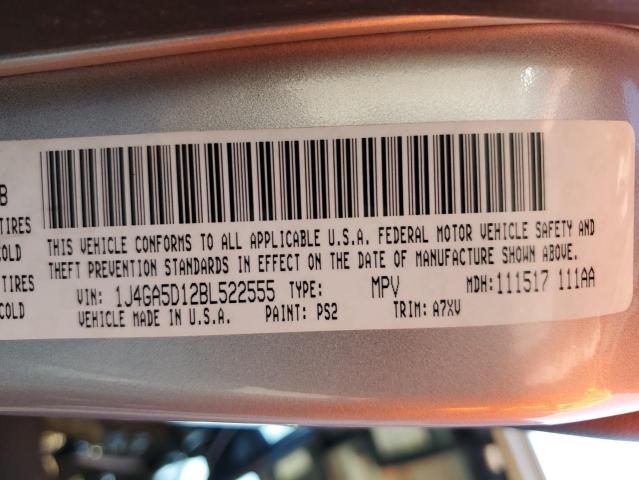 B
TIRES
COLD
TIRES
COLD
THIS VEHICLE CONFORMS TO ALL APPLICABLE U.S.A. FEDERAL MOTOR VEHICLE SAFETY AND
THEFT PREVENTION STANDARDS IN EFFECT ON THE DATE OF MANUFACTURE SHOWN ABOVE.
VIN: 1J4GA5D12BL522555 TYPE: MPV MDH:111517 111AA
VEHICLE MADE IN U.S.A. PAINT: PS2 TRIM: A7XV